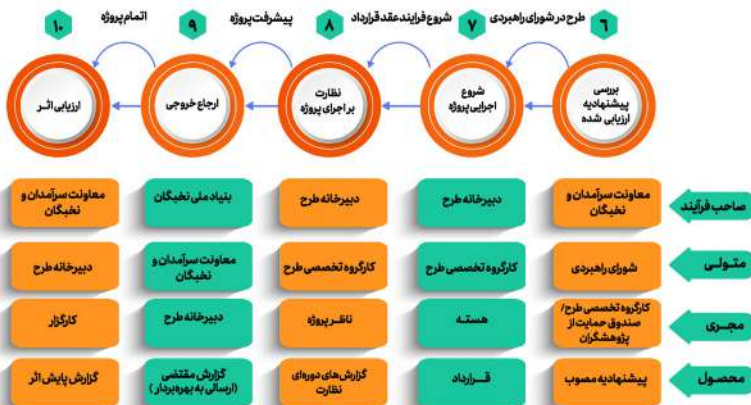 ۶
طرح در شورای راهبردی
۷
شروع فرایند عقد قرارداد
۸
پیشرفت پروژه
۹
اتمام پروژه
۱۰
بررسی
پیشنهادیه
ارزیابی شده
شروع
اجرایی پروژه
نظارت
بر اجرای پروژه
ارجاع خروجی
ارزیابی اثر
صاحب فرآیند
معاونت سرآمدان و
نخبگان
دبیرخانه طرح
دبیرخانه طرح
بنیاد ملی نخبگان
معاونت سرآمدان و
نخبگان
متولی
شورای راهبردی
کارگروه تخصصی طرح
کارگروه تخصصی طرح
معاونت سرآمدان و
نخبگان
دبیرخانه طرح
مجری
کارگروه تخصصی طرح/
صندوق حمایت از
پژوهشگران
هسته
ناظر پروژه
دبیرخانه طرح
کارگزار
محصول
پیشنهادیه مصوب
قرارداد
گزارش‌های دوره‌ای
نظارت
گزارش مقتضی
(ارسالی به بهره‌بردار)
گزارش پایش اثر